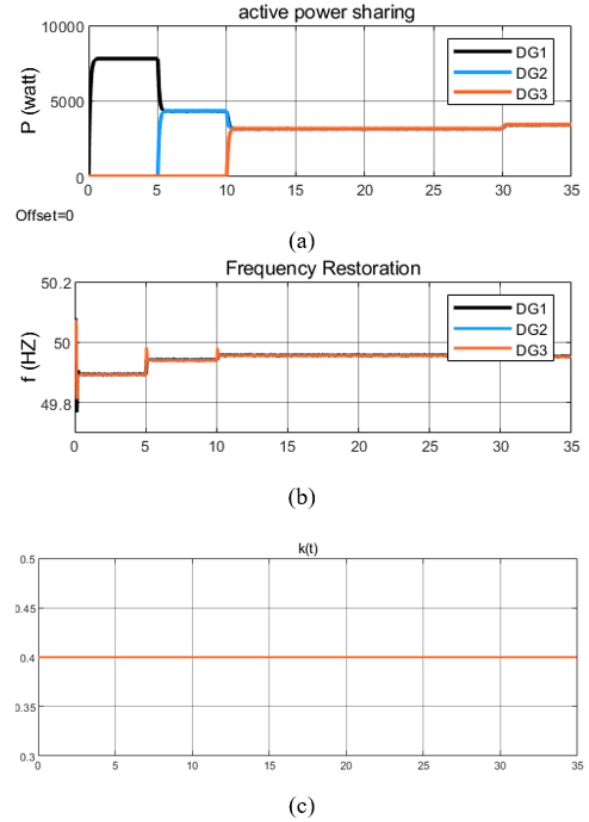 active power sharing
10000
5000
0
P (watt)
DG1
DG2
DG3
0 5 10 15 20 25 30 35
Offset=0
(a)
Frequency Restoration
50.2
50
49.8
f (HZ)
DG1
DG2
DG3
0 5 10 15 20 25 30 35
(b)
k(t)
0.5
0.45
0.4
0.35
0.3
0 5 10 15 20 25 30 35
(c)